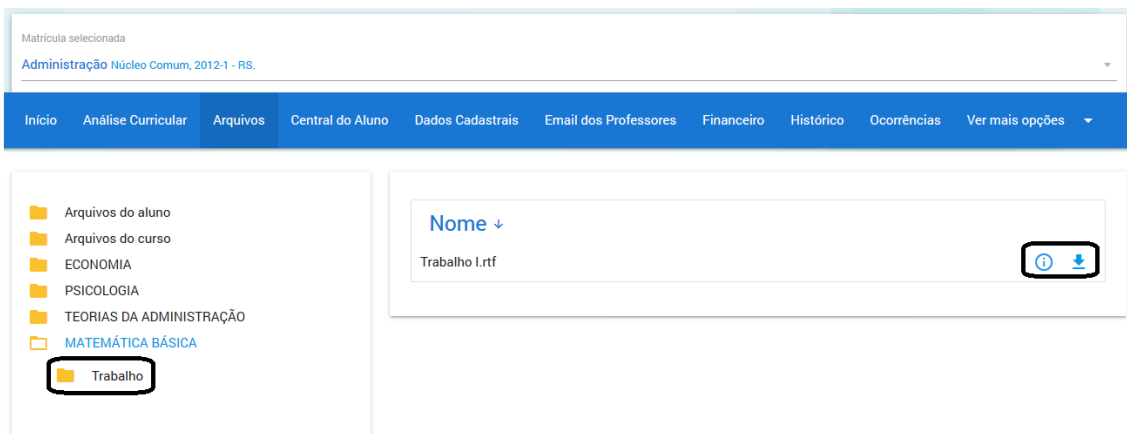 Matrícula selecionada
Administração Núcleo Comum, 2012-1 - RS.
Início Análise Curricular Arquivos Central do Aluno Dados Cadastrais Email dos Professores Financeiro Histórico Ocorrências Ver mais opções
Arquivos do aluno
Arquivos do curso
ECONOMIA
PSICOLOGIA
TEORIAS DA ADMINISTRAÇÃO
MATEMÁTICA BÁSICA
Trabalho
Nome
Trabalho I.rtf